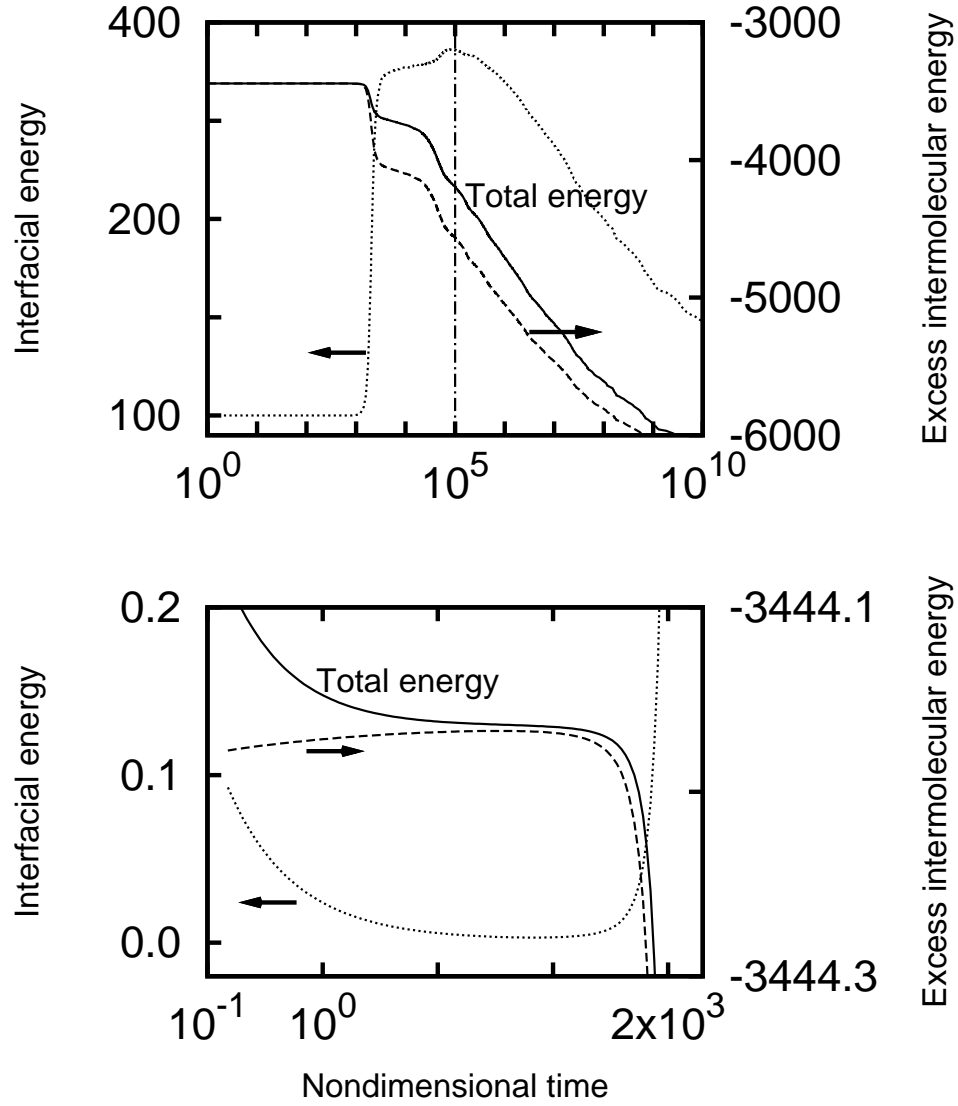 400
200
100
Interfacial energy
-3000
-4000
-5000
-6000
Excess intermolecular energy
Total energy
10^0
10^5
10^10
0.2
0.1
0.0
Interfacial energy
-3444.1
-3444.3
Excess intermolecular energy
Total energy
10^-1
10^0
2x10^3
Nondimensional time